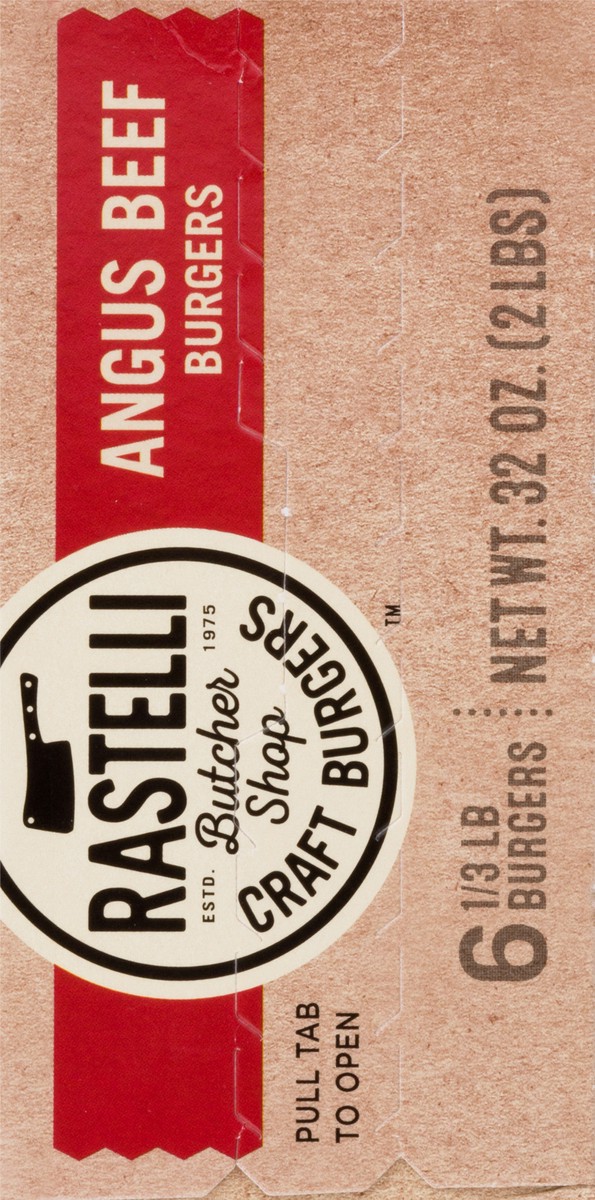 RASTELLI
ESTD. Butcher 1975
Shop
CRAFT BURGERS
TM
ANGUS BEEF
BURGERS
PULL TAB
TO OPEN
6 1/3 LB
BURGERS
NET WT. 32 OZ. (2 LBS)